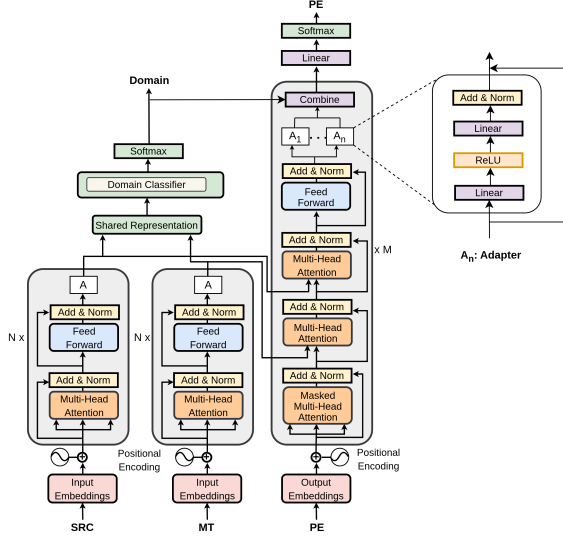 PE
Softmax
Linear
Domain
Combine
A1
...
An
Add & Norm
Linear
ReLU
Linear
An: Adapter
Softmax
Domain Classifier
Shared Representation
Add & Norm
Feed
Forward
Add & Norm
Multi-Head
Attention
x M
Add & Norm
Multi-Head
Attention
Add & Norm
Masked
Multi-Head
Attention
A
Add & Norm
N x
Feed
Forward
Add & Norm
Multi-Head
Attention
A
Add & Norm
N x
Feed
Forward
Add & Norm
Multi-Head
Attention
Positional
Encoding
Positional
Encoding
Input
Embeddings
Input
Embeddings
Output
Embeddings
SRC
MT
PE